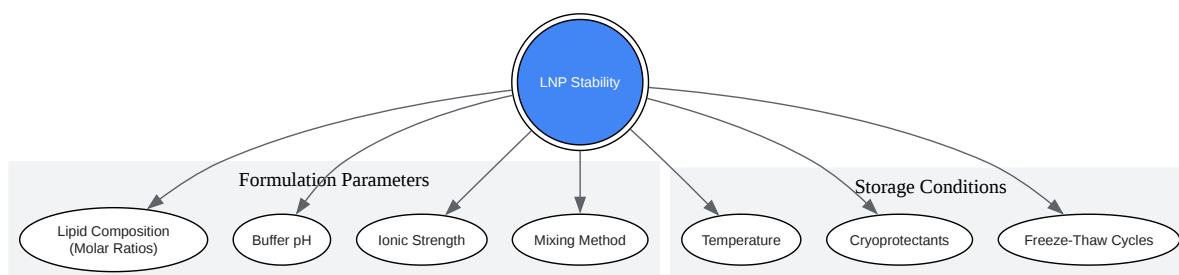 LNP Stability
Formulation Parameters
Storage Conditions
Lipid Composition
(Molar Ratios)
Buffer pH
Ionic Strength
Mixing Method
Temperature
Cryoprotectants
Freeze-Thaw Cycles